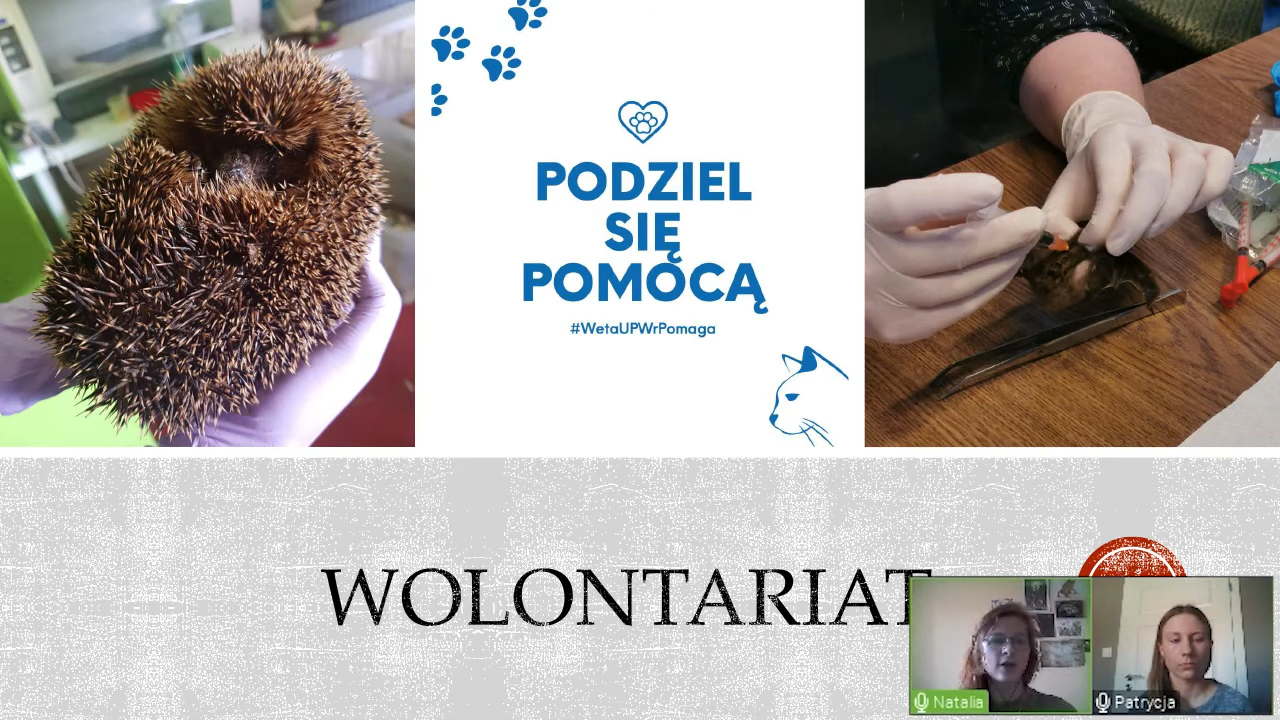 PODZIEL
SIĘ
POMOCĄ
#WetaUPWrPomaga
WOLONTARIAT
Natalia
Patrycja